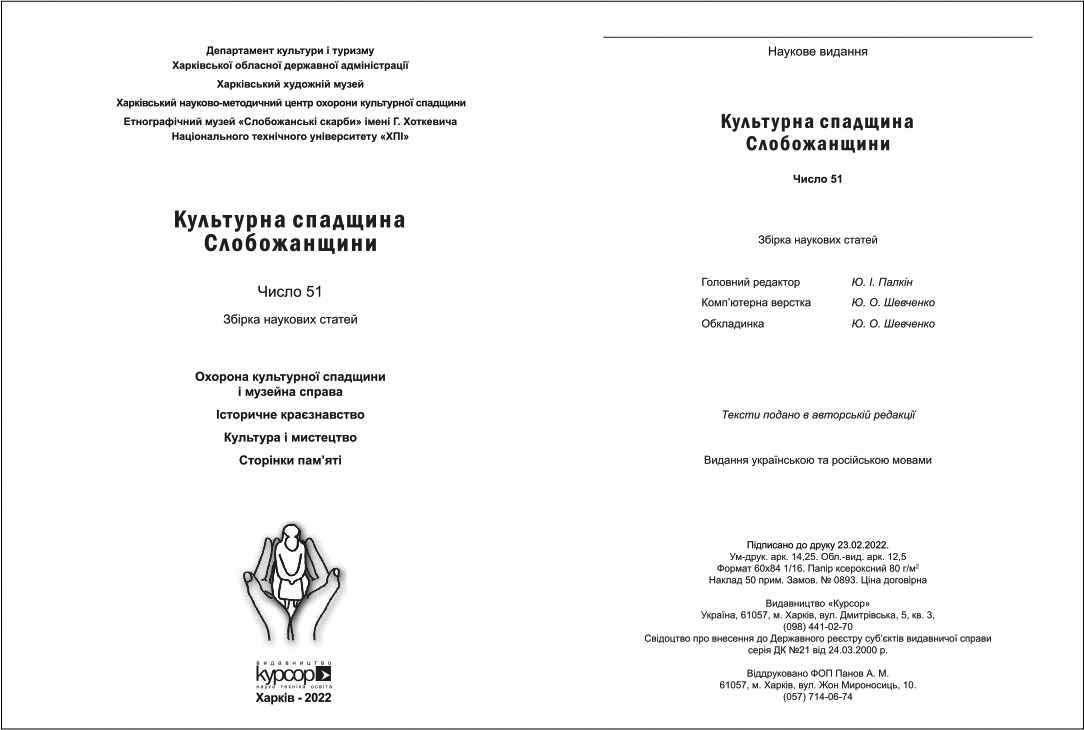 Департамент культури і туризму
Харківської обласної державної адміністрації
Харківський художній музей
Харківський науково-методичний центр охорони культурної спадщини
Етнографічний музей «Слобожанські скарби» імені Г. Хоткевича
Національного технічного університету «ХПІ»
Культурна спадщина
Слобожанщини
Число 51
Збірка наукових статей
Охорона культурної спадщини
і музейна справа
Історичне краєзнавство
Культура і мистецтво
Сторінки пам’яті
видавництво
курсор
наука техніка освіта
Харків - 2022
Наукове видання
Культурна спадщина
Слобожанщини
Число 51
Збірка наукових статей
Головний редактор Ю. І. Палкін
Комп’ютерна верстка Ю. О. Шевченко
Обкладинка Ю. О. Шевченко
Тексти подано в авторській редакції
Видання українською та російською мовами
Підписано до друку 23.02.2022.
Ум-друк. арк. 14,25. Обл.-вид. арк. 12,5
Формат 60х84 1/16. Папір ксероксний 80 г/м²
Наклад 50 прим. Замов. № 0893. Ціна договірна
Видавництво «Курсор»
Україна, 61057, м. Харків, вул. Дмитрівська, 5, кв. 3,
(098) 441-02-70
Свідоцтво про внесення до Державного реєстру суб’єктів видавничої справи
серія ДК №21 від 24.03.2000 р.
Віддруковано ФОП Панов А. М.
61057, м. Харків, вул. Жон Мироносиць, 10.
(057) 714-06-74